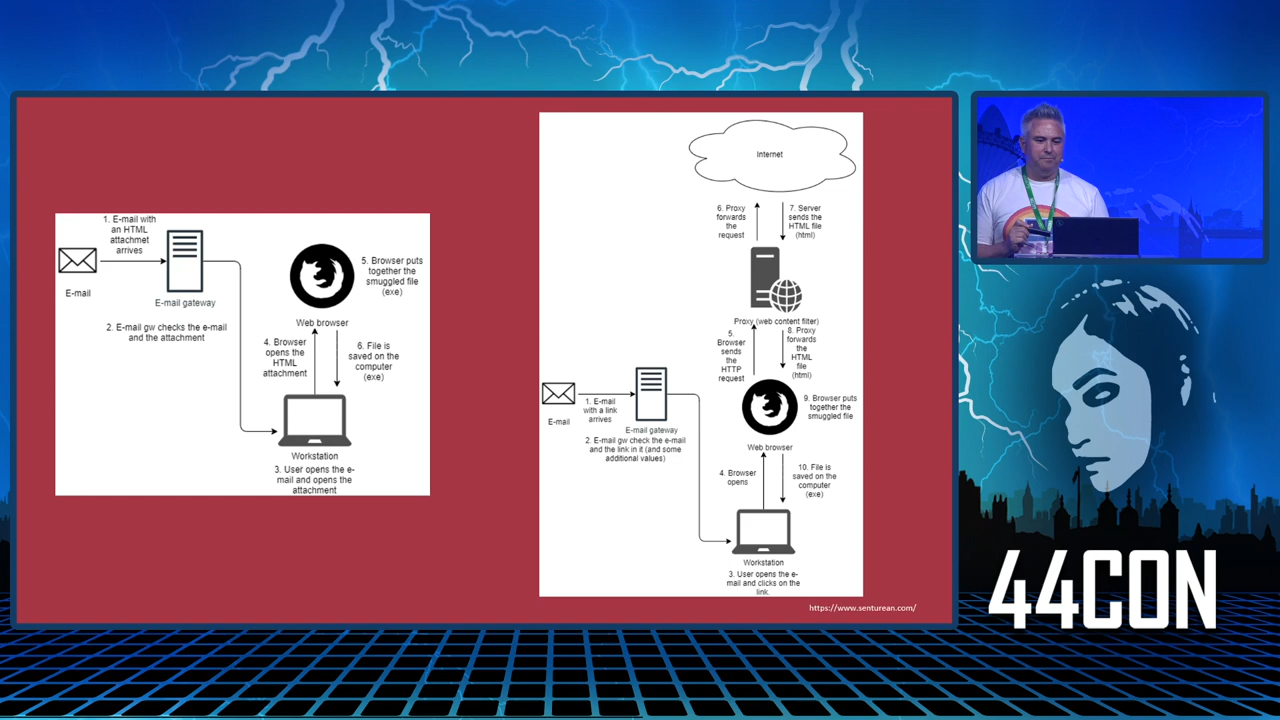 1. E-mail with
an HTML
attachmet
arrives
E-mail
E-mail gateway
2. E-mail gw checks the e-mail
and the attachment
5. Browser puts
together the
smuggled file
(exe)
Web browser
4. Browser
opens the
HTML
attachment
6. File is
saved on the
computer
(exe)
Workstation
3. User opens the e-
mail and opens the
attachment
Internet
6. Proxy
forwards
the
request
7. Server
sends the
HTML file
(html)
Proxy (web content filter)
5.
Browser
sends
the
HTTP
request
8. Proxy
forwards
the
HTML
file
(html)
9. Browser puts
together the
smuggled file
Web browser
E-mail
1. E-mail
with a link
arrives
E-mail gateway
2. E-mail gw check the e-mail
and the link in it (and some
additional values)
4. Browser
opens
10. File is
saved on the
computer
(exe)
Workstation
3. User opens the e-
mail and clicks on the
link.
https://www.senturean.com/
44CON